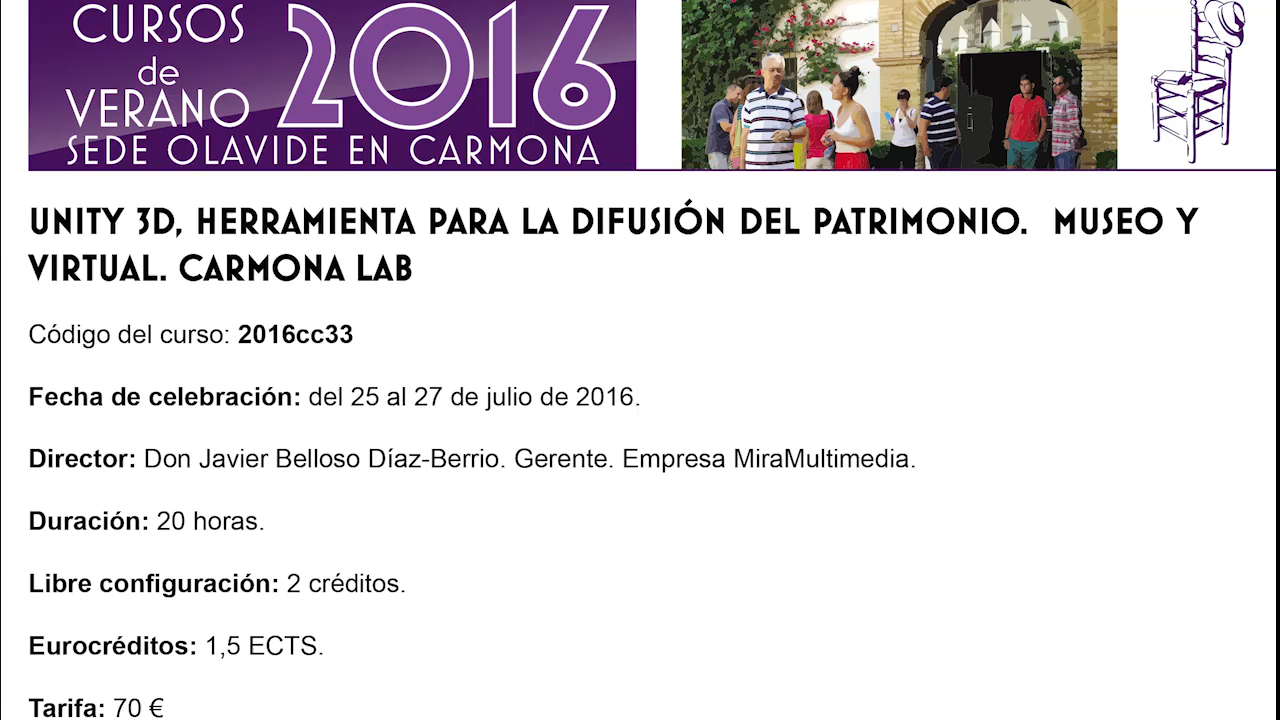 CURSOS
de
VERANO
2016
SEDE OLAVIDE EN CARMONA
UNITY 3D, HERRAMIENTA PARA LA DIFUSIÓN DEL PATRIMONIO. MUSEO Y
VIRTUAL. CARMONA LAB
Código del curso: 2016cc33
Fecha de celebración: del 25 al 27 de julio de 2016.
Director: Don Javier Belloso Díaz-Berrio. Gerente. Empresa MiraMultimedia.
Duración: 20 horas.
Libre configuración: 2 créditos.
Eurocréditos: 1,5 ECTS.
Tarifa: 70 €